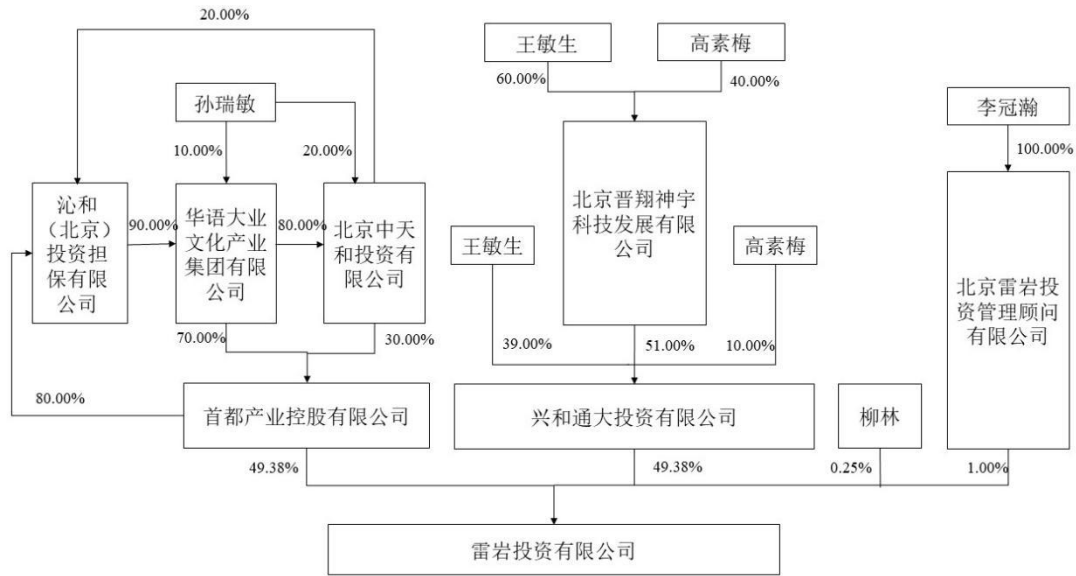 20.00%
王敏生
高素梅
60.00%
40.00%
孙瑞敏
李冠瀚
10.00%
20.00%
100.00%
沁和
（北京）
投资担
保有限
公司
90.00%
华语大业
文化产业
集团有限
公司
80.00%
北京中天
和投资有
限公司
北京晋翔神宇
科技发展有限
公司
王敏生
高素梅
北京雷岩投
资管理顾问
有限公司
70.00%
30.00%
39.00%
51.00%
10.00%
80.00%
首都产业控股有限公司
兴和通大投资有限公司
柳林
49.38%
49.38%
0.25%
1.00%
雷岩投资有限公司